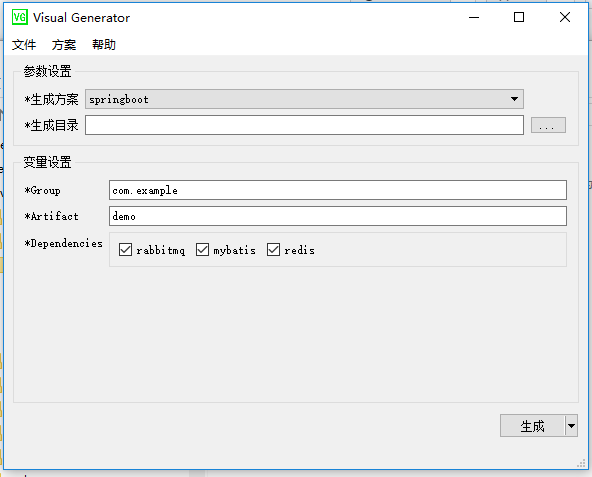 VG Visual Generator
文件 方案 帮助
参数设置
*生成方案 springboot
*生成目录 ...
变量设置
*Group com.example
*Artifact demo
*Dependencies rabbitmq mybatis redis
生成